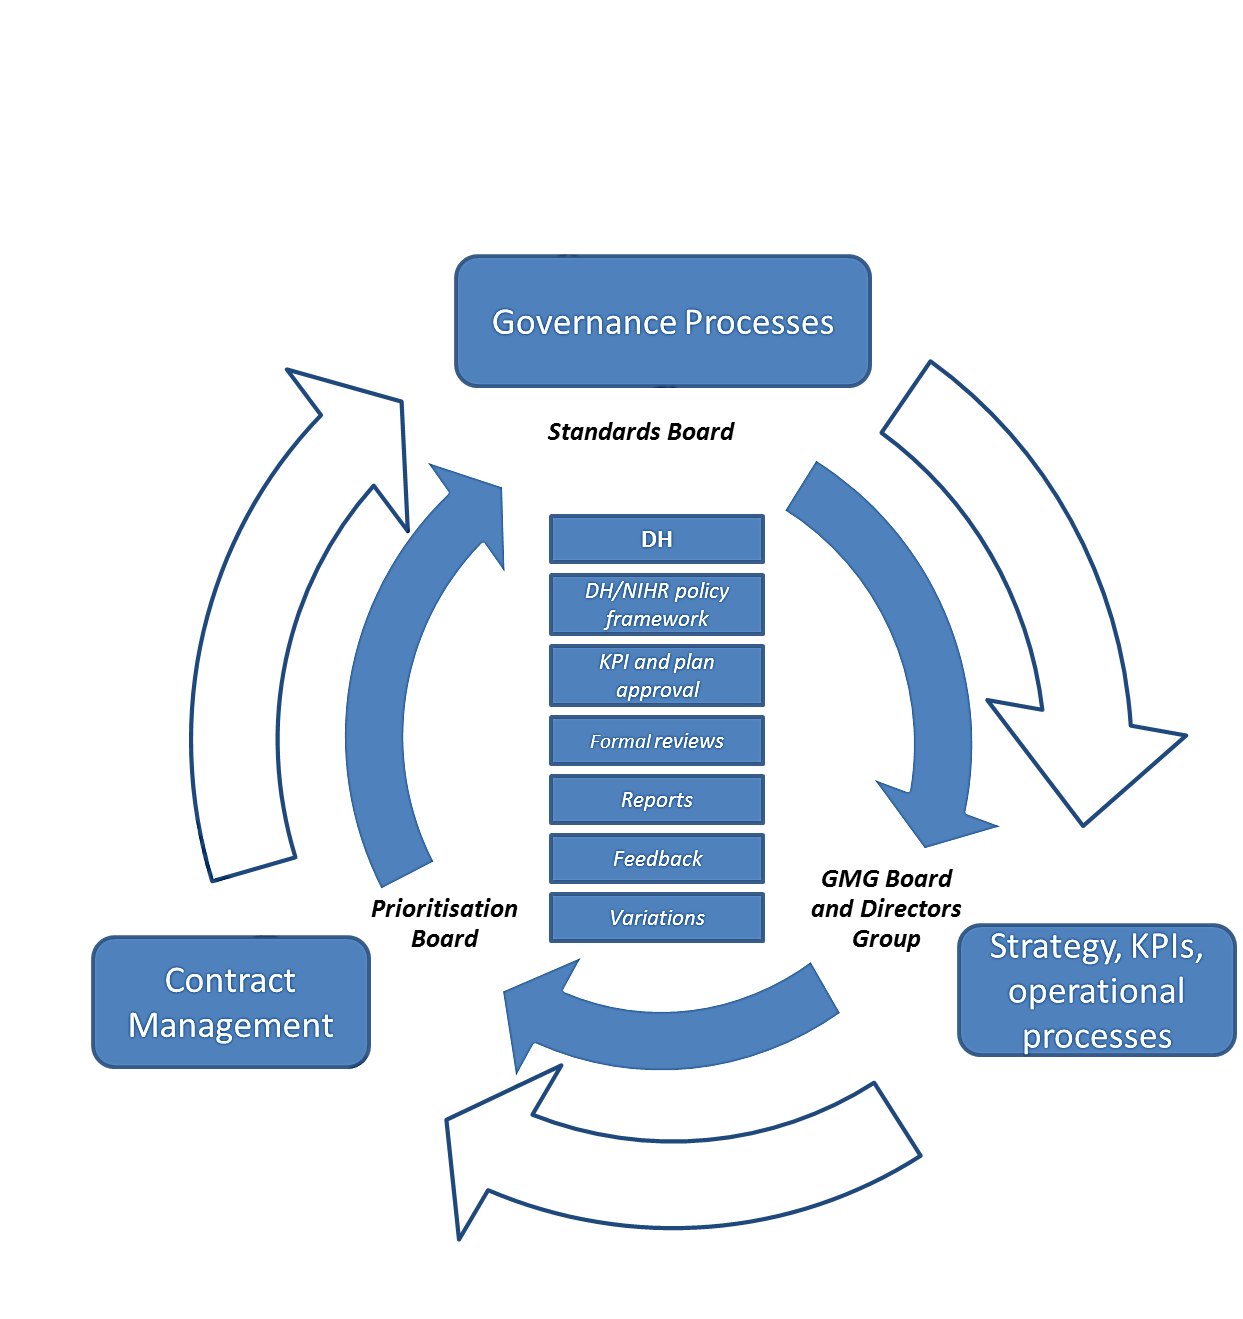 Governance Processes
Standards Board
DH
DH/NIHR policy
framework
KPI and plan
approval
Formal reviews
Reports
Feedback
Variations
GMG Board
and Directors
Group
Prioritisation
Board
Contract
Management
Strategy, KPIs,
operational
processes